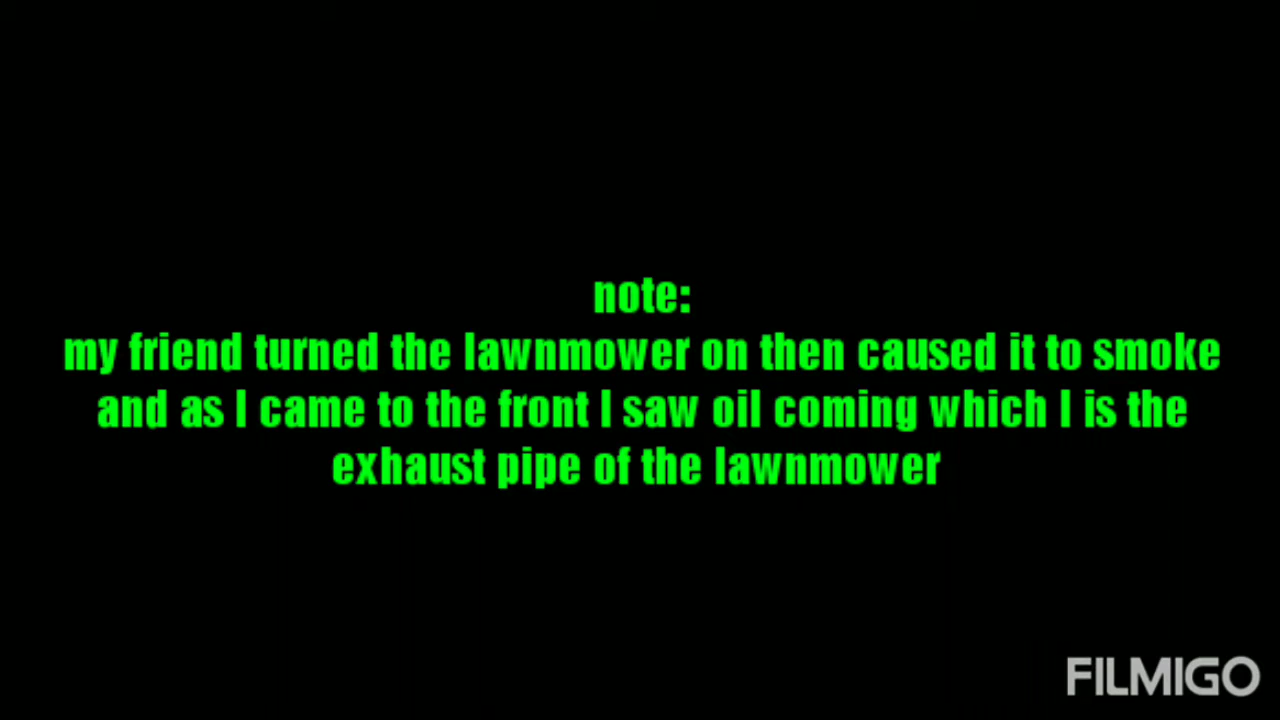 note:
my friend turned the lawnmower on then caused it to smoke
and as I came to the front I saw oil coming which I is the
exhaust pipe of the lawnmower
FILMIGO